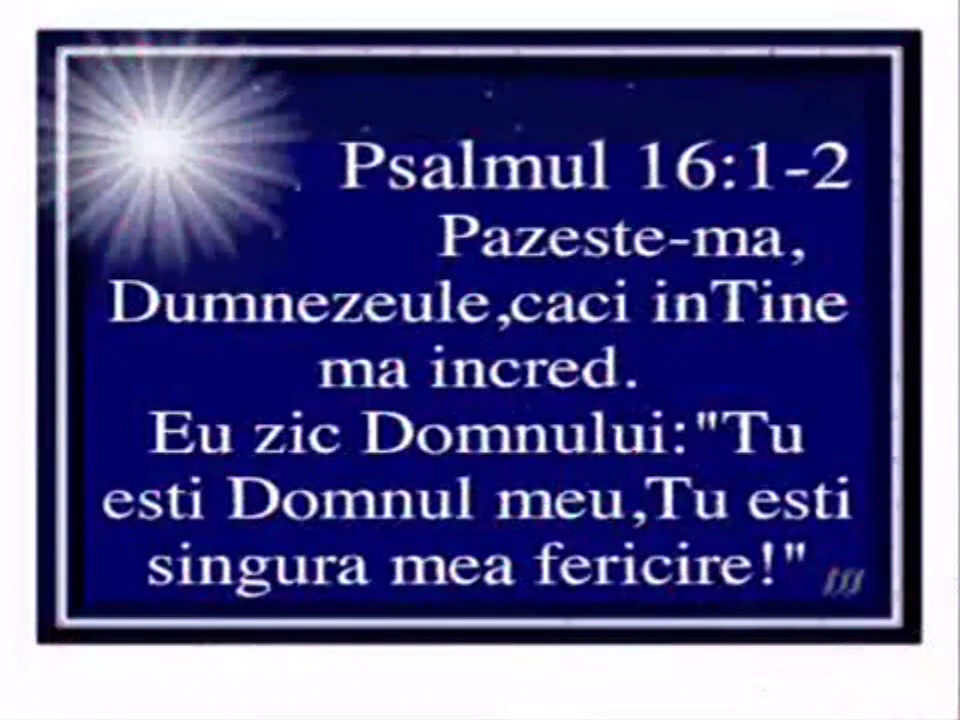 Psalmul 16:1-2
Pazeste-ma,
Dumnezeule,caci inTine
ma incred.
Eu zic Domnului:"Tu
esti Domnul meu,Tu esti
singura mea fericire!"